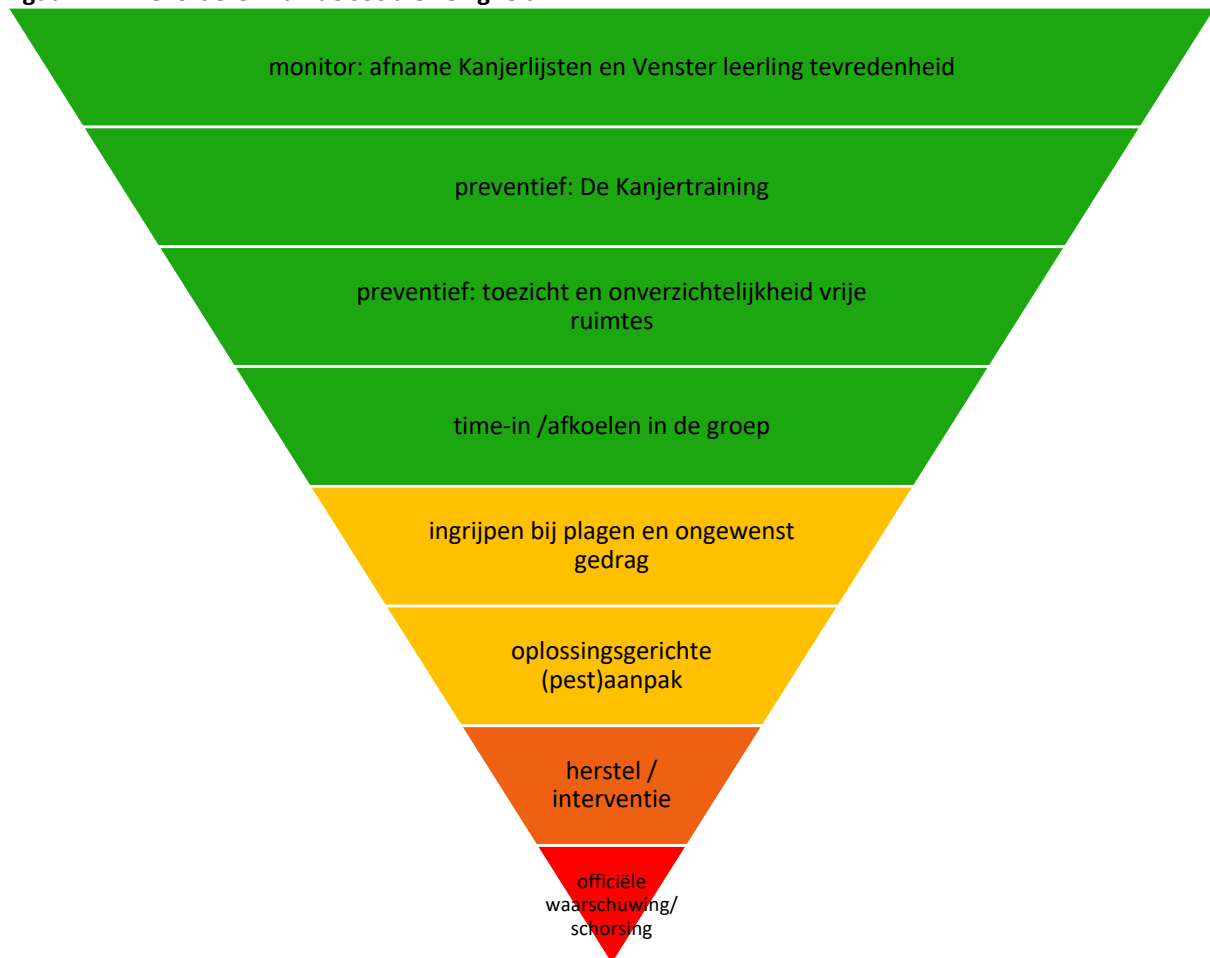 monitor: afname Kanjerlijsten en Venster leerling tevredenheid
preventief: De Kanjertraining
preventief: toezicht en onverzichtelijkheid vrije
ruimtes
time-in /afkoelen in de groep
ingrijpen bij plagen en ongewenst
gedrag
oplossingsgerichte
(pest)aanpak
herstel /
interventie
officiële
waarschuwing/
schorsing